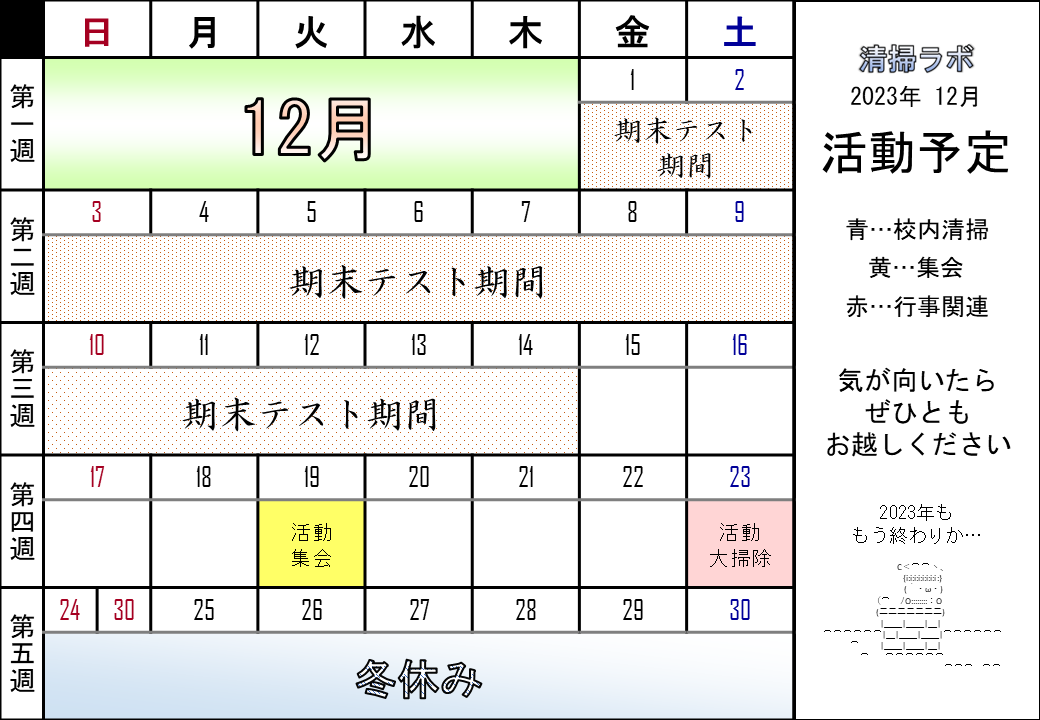 日 月 火 水 木 金 土
第一週
12月
1 2
期末テスト
期間
第二週
3 4 5 6 7 8 9
期末テスト期間
第三週
10 11 12 13 14 15 16
期末テスト期間
第四週
17 18 19 20 21 22 23
活動
集会
活動
大掃除
第五週
24 30 25 26 27 28 29 30
冬休み
清掃ラボ
2023年 12月
活動予定
青…校内清掃
黄…集会
赤…行事関連
気が向いたら
ぜひとも
お越しください
2023年も
もう終わりか…